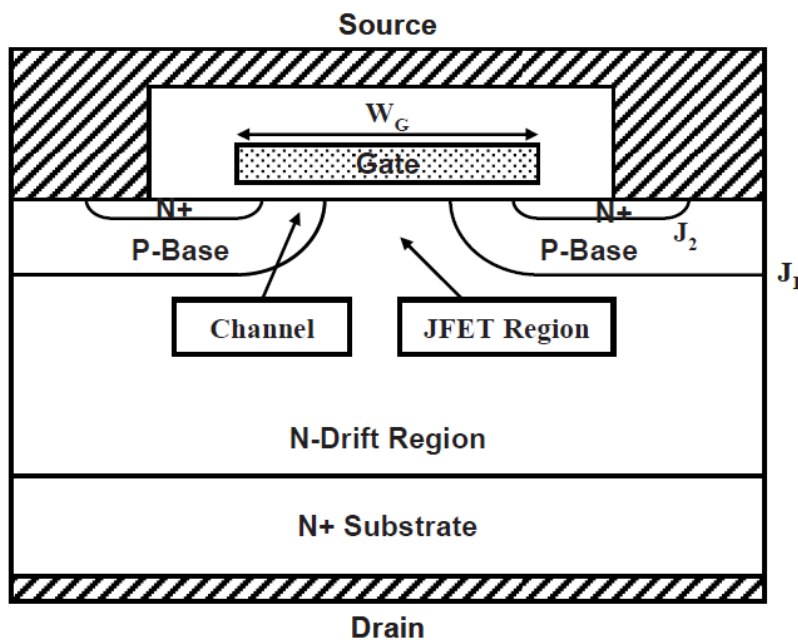 Source
W_G
Gate
N+ N+
P-Base P-Base
J_2
J_1
Channel JFET Region
N-Drift Region
N+ Substrate
Drain